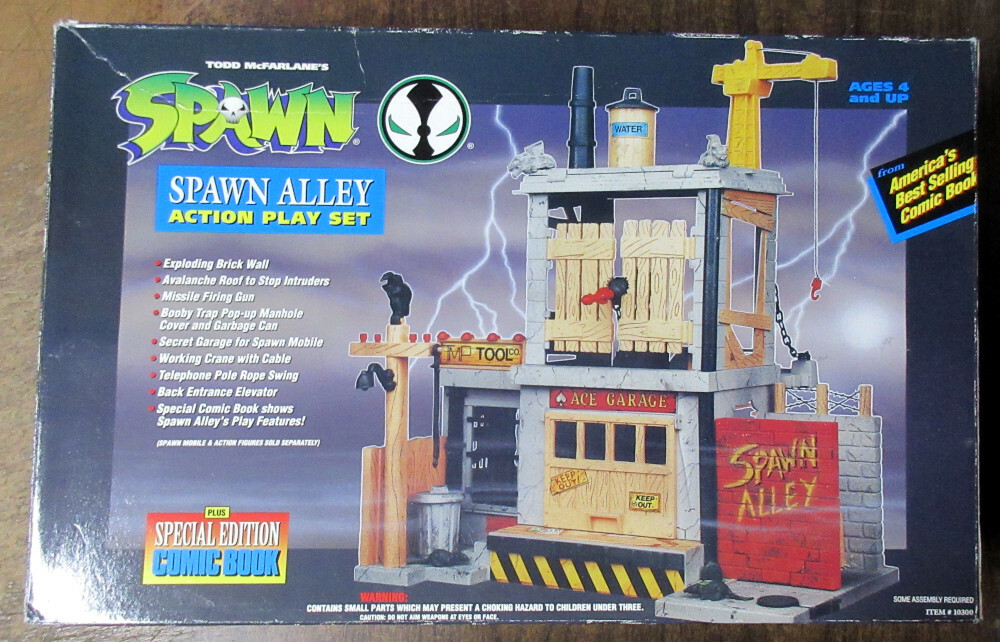 TODD McFARLANE'S
SPAWN
®
®
SPAWN ALLEY
ACTION PLAY SET
AGES 4
and UP
from
America's
Best Selling
Comic Book
• Exploding Brick Wall
• Avalanche Roof to Stop Intruders
• Missile Firing Gun
• Booby Trap Pop-up Manhole
Cover and Garbage Can
• Secret Garage for Spawn Mobile
• Working Crane with Cable
• Telephone Pole Rope Swing
• Back Entrance Elevator
• Special Comic Book shows
Spawn Alley's Play Features!
(SPAWN MOBILE & ACTION FIGURES SOLD SEPARATELY)
WATER
TMP TOOL CO.
ACE GARAGE
KEEP OUT!
KEEP
OUT
SPAWN
ALLEY
PLUS
SPECIAL EDITION
COMIC BOOK
WARNING:
CONTAINS SMALL PARTS WHICH MAY PRESENT A CHOKING HAZARD TO CHILDREN UNDER THREE.
CAUTION: DO NOT AIM WEAPONS AT EYES OR FACE.
SOME ASSEMBLY REQUIRED
ITEM # 10300